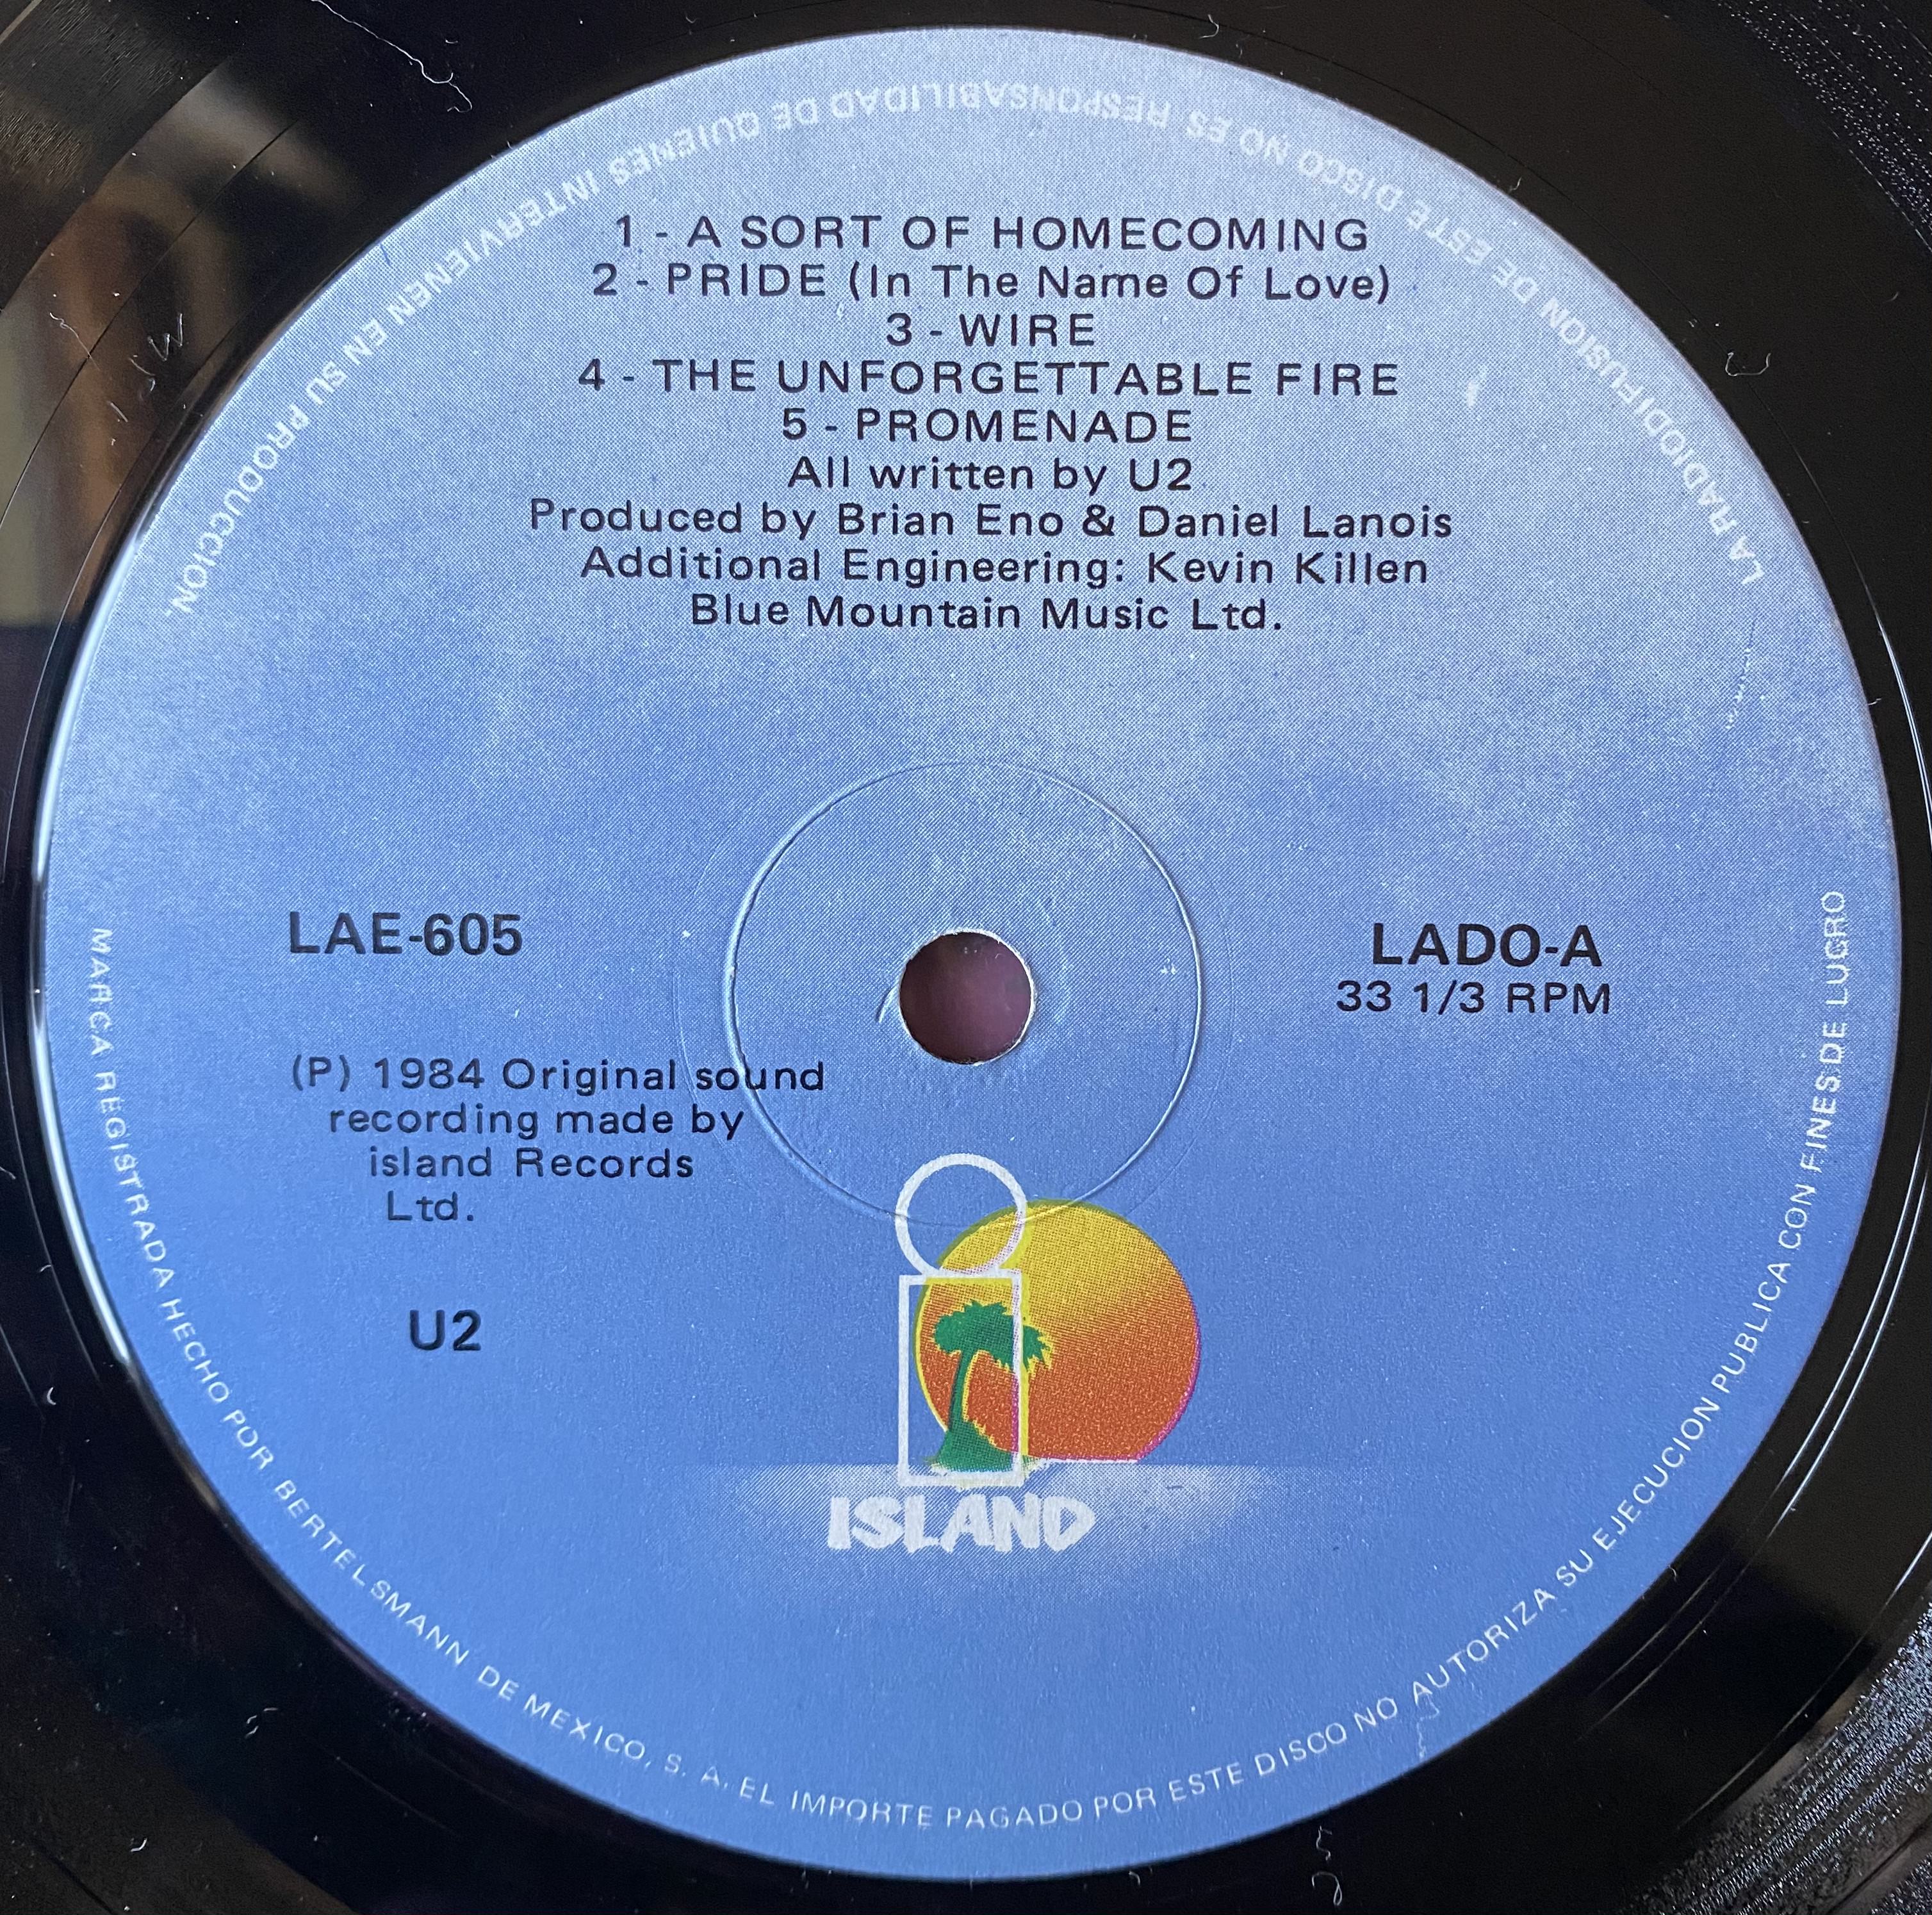 1 - A SORT OF HOMECOMING
2 - PRIDE (In The Name Of Love)
3 - WIRE
4 - THE UNFORGETTABLE FIRE
5 - PROMENADE
All written by U2
Produced by Brian Eno & Daniel Lanois
Additional Engineering: Kevin Killen
Blue Mountain Music Ltd.
LAE-605
LADO-A
33 1/3 RPM
(P) 1984 Original sound
recording made by
island Records
Ltd.
U2
ISLAND
MARCA REGISTRADA HECHO POR BERTELSMANN DE MEXICO, S. A. EL IMPORTE PAGADO POR ESTE DISCO NO AUTORIZA SU EJECUCION PUBLICA CON FINES DE LUCRO
LA RADIODIFUSION DE ESTE DISCO NO ES RESPONSABILIDAD DE QUIENES INTERVIENEN EN SU PRODUCCION.